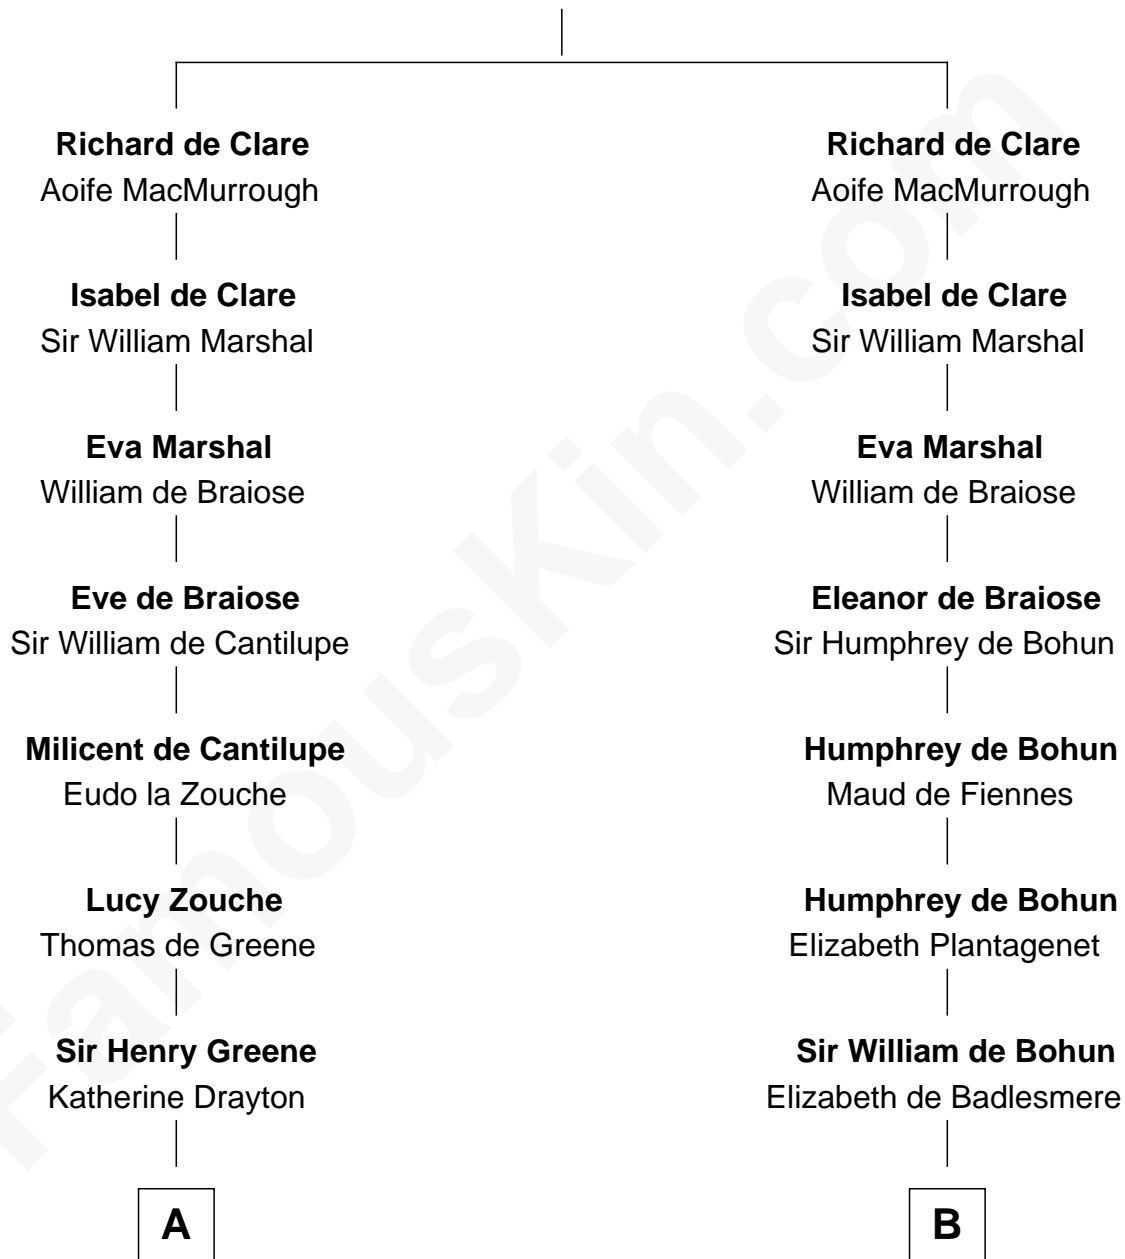 Richard de Clare
Aoife MacMurrough
Isabel de Clare
Sir William Marshal
Eva Marshal
William de Braiose
Eve de Braiose
Sir William de Cantilupe
Milicent de Cantilupe
Eudo la Zouche
Lucy Zouche
Thomas de Greene
Sir Henry Greene
Katherine Drayton
A
Richard de Clare
Aoife MacMurrough
Isabel de Clare
Sir William Marshal
Eva Marshal
William de Braiose
Eleanor de Braiose
Sir Humphrey de Bohun
Humphrey de Bohun
Maud de Fiennes
Humphrey de Bohun
Elizabeth Plantagenet
Sir William de Bohun
Elizabeth de Badlesmere
B
FamousKin.com